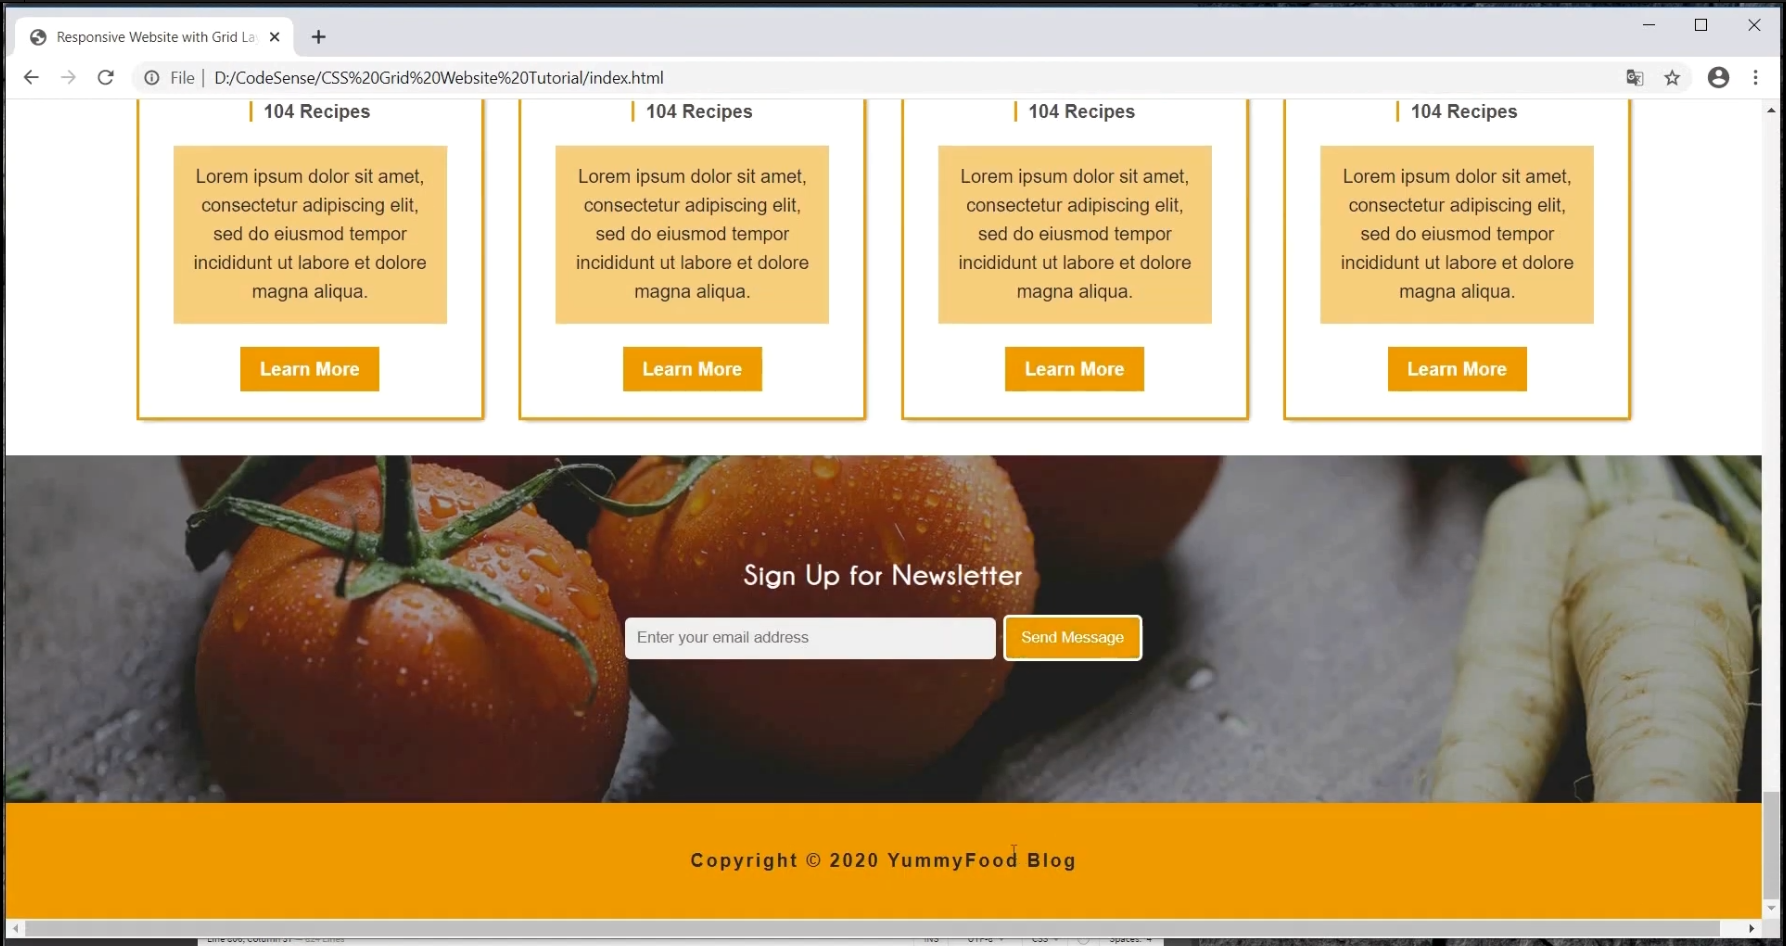 Responsive Website with Grid La
File | D:/CodeSense/CSS%20Grid%20Website%20Tutorial/index.html
104 Recipes 104 Recipes 104 Recipes 104 Recipes
Lorem ipsum dolor sit amet,
consectetur adipiscing elit,
sed do eiusmod tempor
incididunt ut labore et dolore
magna aliqua.
Learn More
Lorem ipsum dolor sit amet,
consectetur adipiscing elit,
sed do eiusmod tempor
incididunt ut labore et dolore
magna aliqua.
Learn More
Lorem ipsum dolor sit amet,
consectetur adipiscing elit,
sed do eiusmod tempor
incididunt ut labore et dolore
magna aliqua.
Learn More
Lorem ipsum dolor sit amet,
consectetur adipiscing elit,
sed do eiusmod tempor
incididunt ut labore et dolore
magna aliqua.
Learn More
Sign Up for Newsletter
Enter your email address Send Message
Copyright © 2020 YummyFood Blog